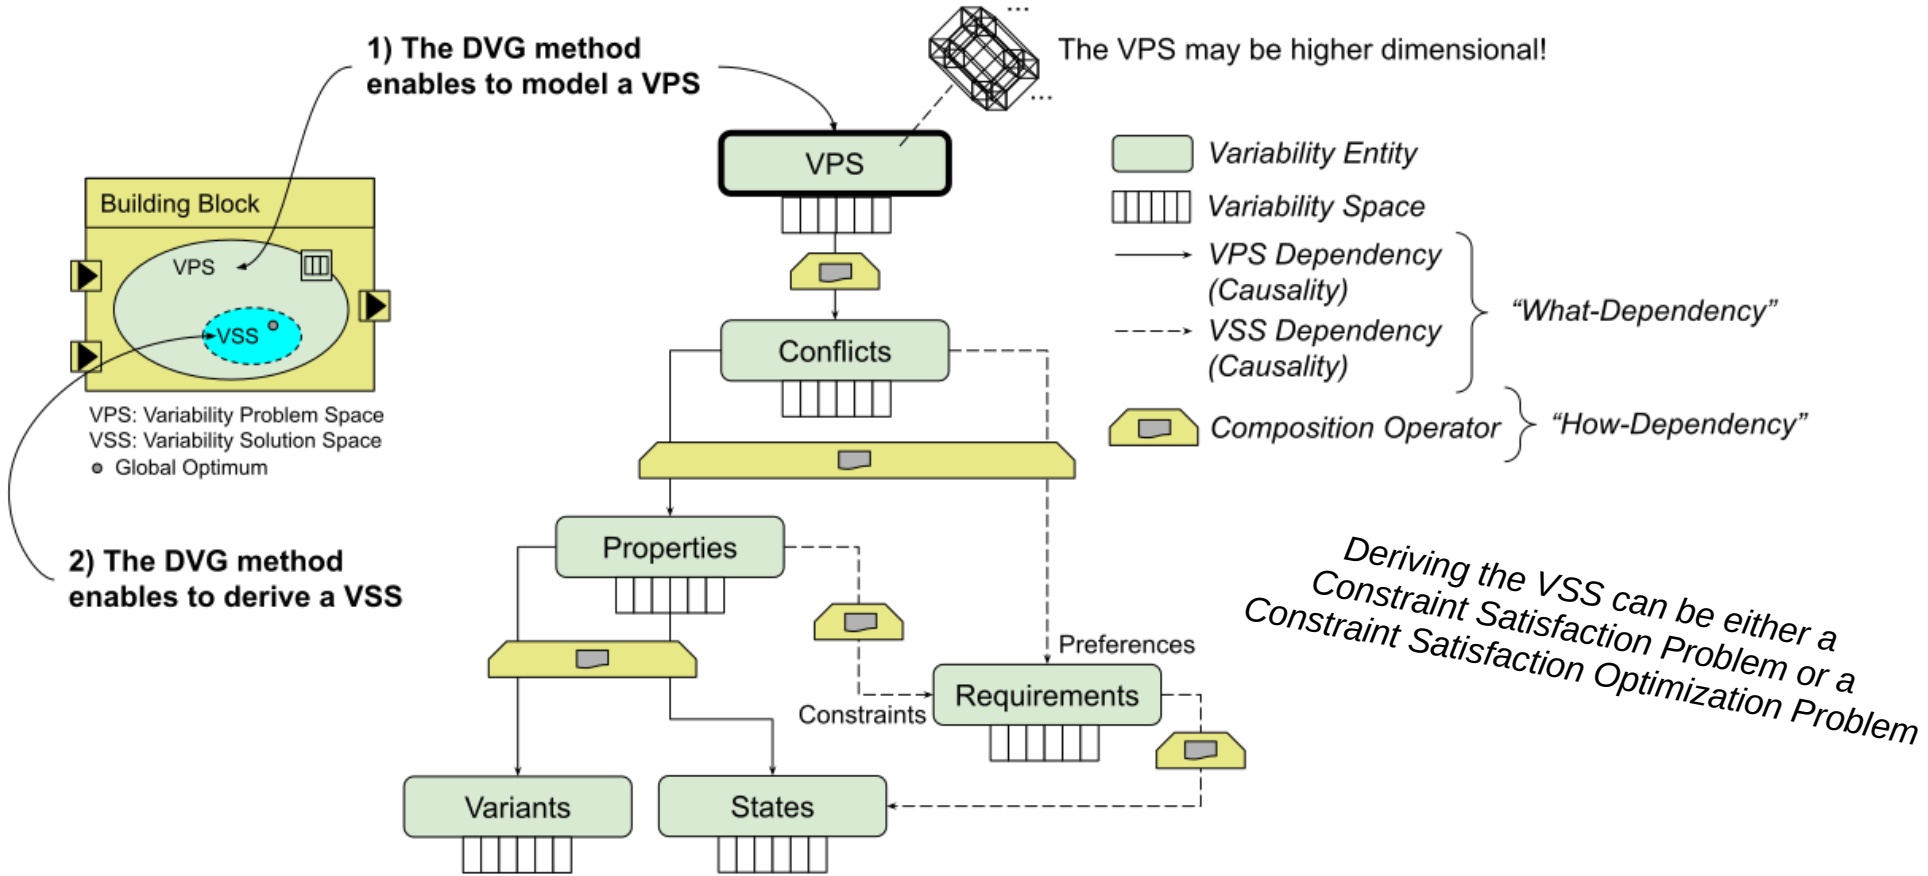 1) The DVG method
enables to model a VPS
...
...
The VPS may be higher dimensional!
VPS
Building Block
VPS
VSS
VPS: Variability Problem Space
VSS: Variability Solution Space
Global Optimum
2) The DVG method
enables to derive a VSS
Conflicts
Properties
Preferences
Constraints
Requirements
Variants
States
Variability Entity
Variability Space
VPS Dependency
(Causality)
VSS Dependency
(Causality)
“What-Dependency”
Composition Operator
“How-Dependency”
Deriving the VSS can be either a
Constraint Satisfaction Problem or a
Constraint Satisfaction Optimization Problem